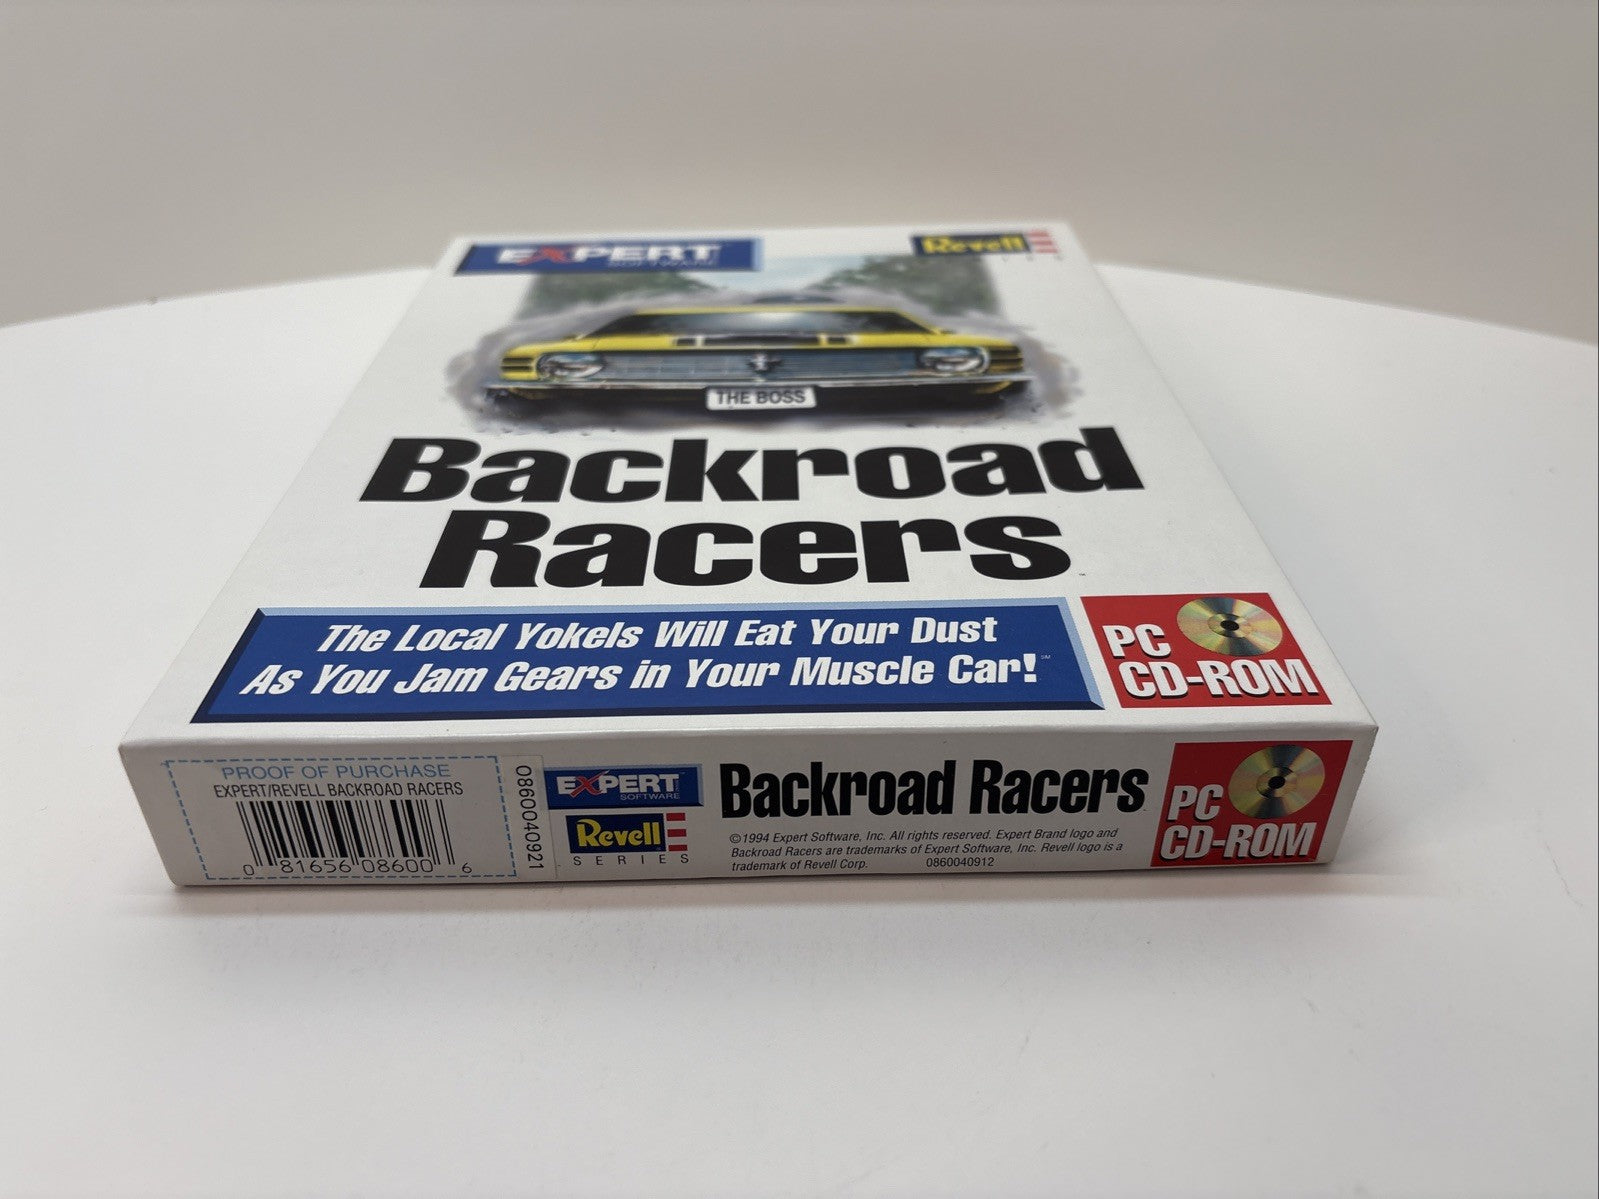 EXPERT
SOFTWARE
Revell
THE BOSS
Backroad
Racers
The Local Yokels Will Eat Your Dust
As You Jam Gears in Your Muscle Car!
PC
CD-ROM
PROOF OF PURCHASE
EXPERT/REVELL BACKROAD RACERS
0 81656 08600 6
0860040921
EXPERT
SOFTWARE
Revell
SERIES
Backroad Racers
©1994 Expert Software, Inc. All rights reserved. Expert Brand logo and
Backroad Racers are trademarks of Expert Software, Inc. Revell logo is a
trademark of Revell Corp. 0860040912
PC
CD-ROM